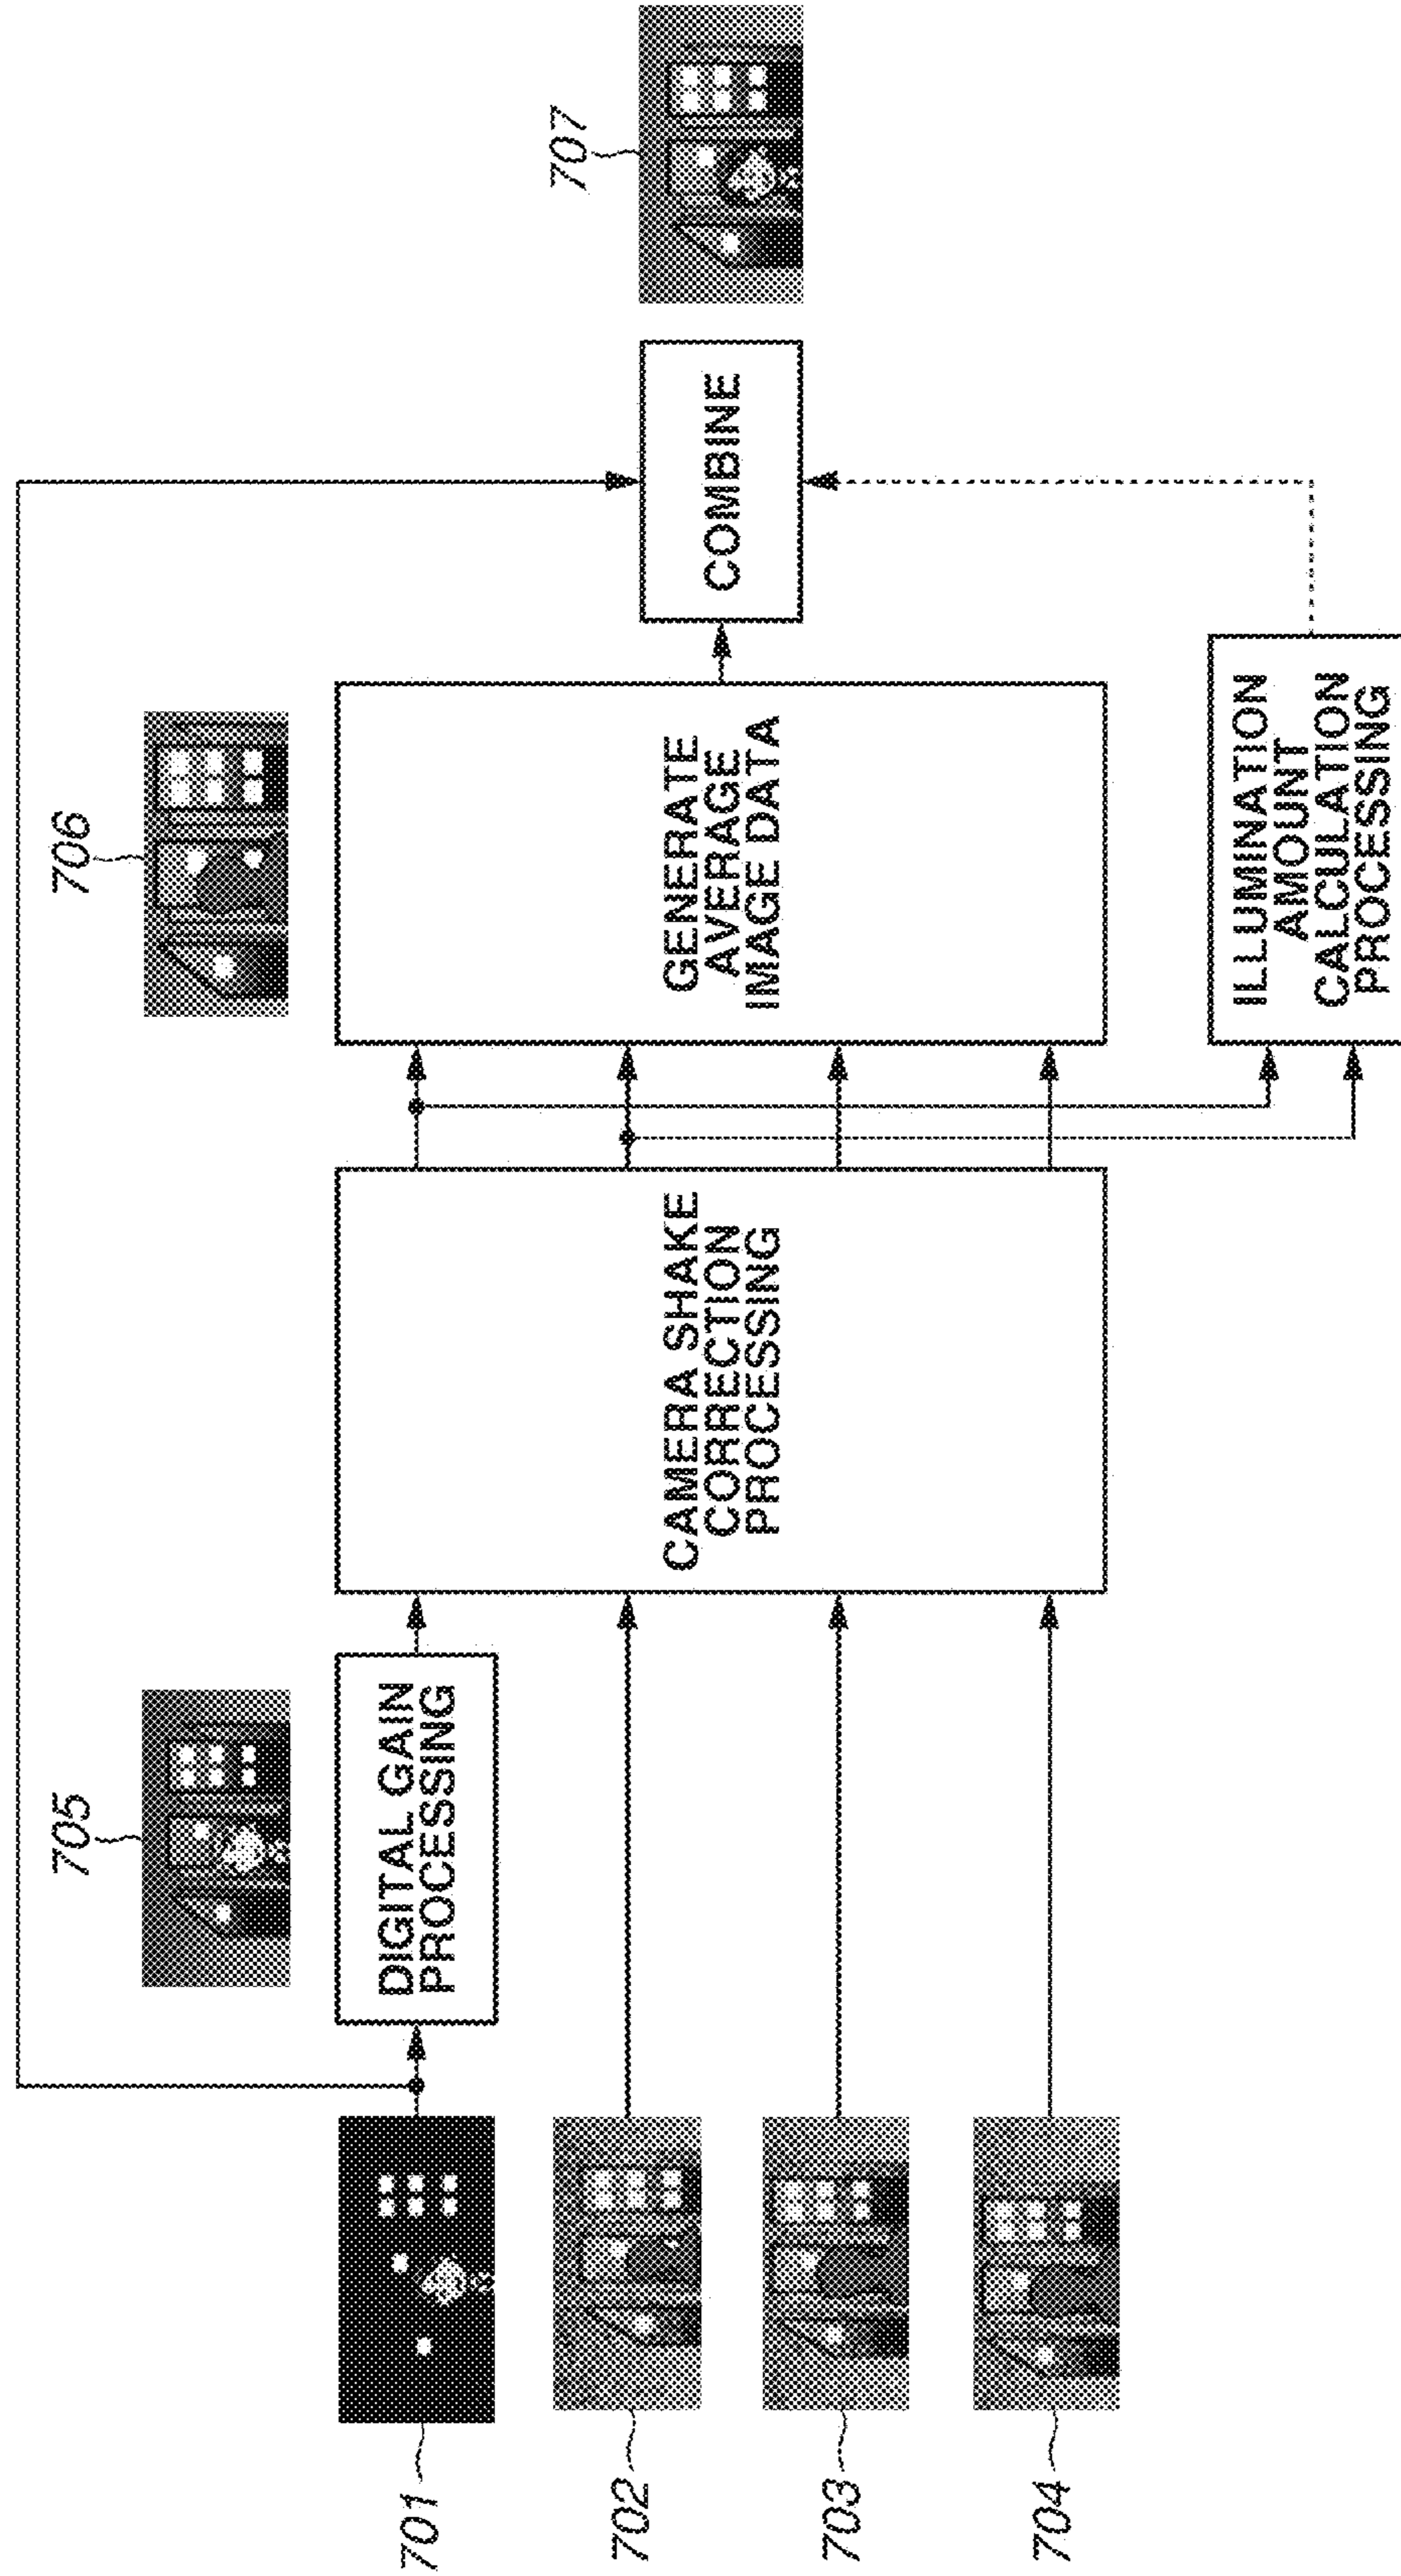 701
702
703
704
705
DIGITAL GAIN
PROCESSING
CAMERA SHAKE
CORRECTION
PROCESSING
706
GENERATE
AVERAGE
IMAGE DATA
ILLUMINATION
AMOUNT
CALCULATION
PROCESSING
COMBINE
707